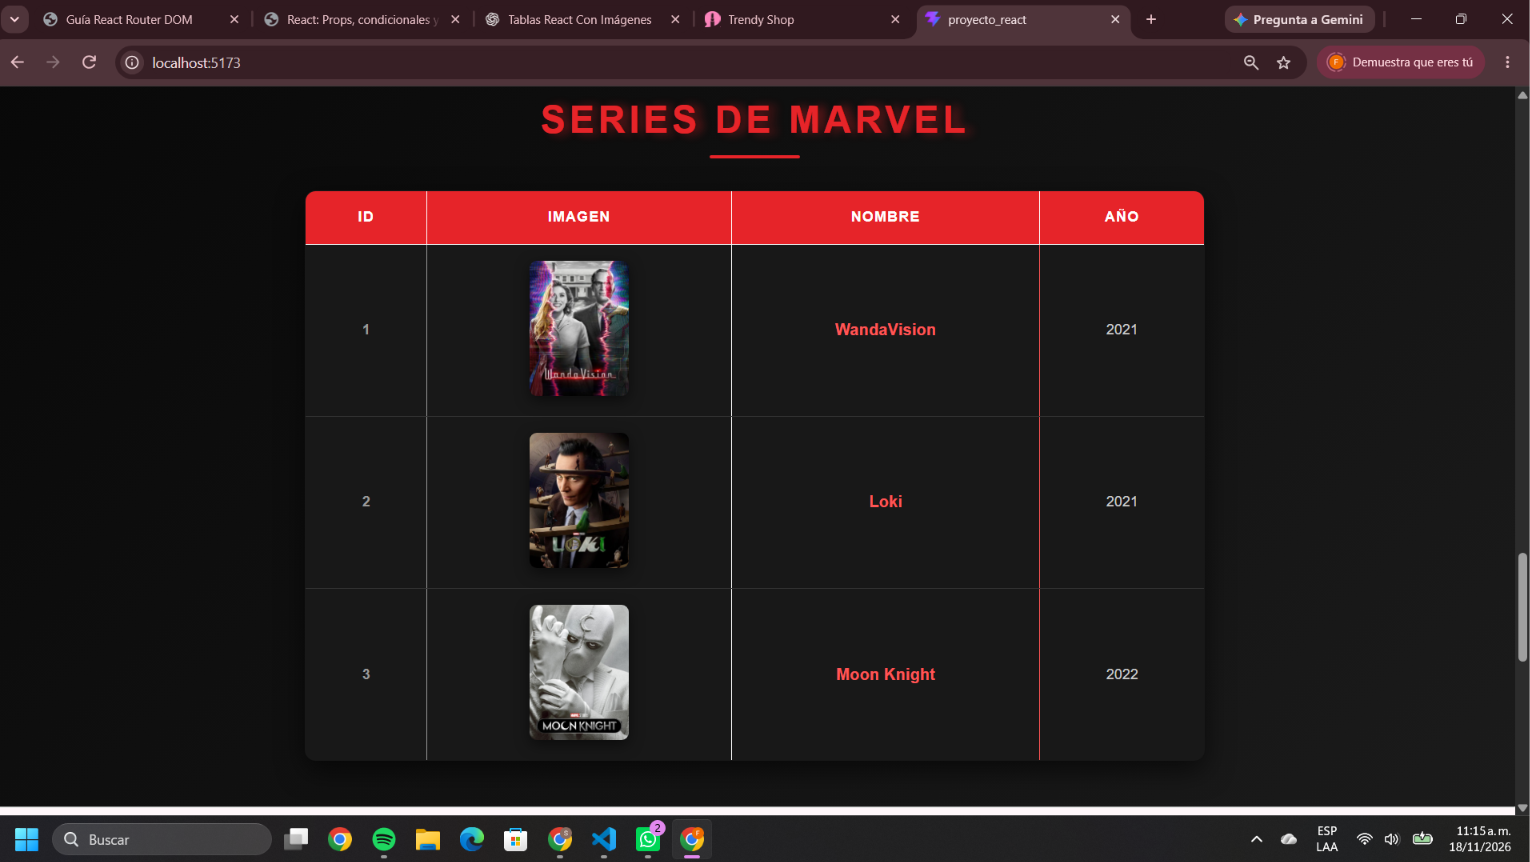 Guía React Router DOM
React: Props, condicionales y
Tablas React Con Imágenes
Trendy Shop
proyecto_react
Pregunta a Gemini
localhost:5173
F
Demuestra que eres tú
SERIES DE MARVEL
ID IMAGEN NOMBRE AÑO
WandaVision
1 WandaVision 2021
LOKI
2 Loki 2021
MOON KNIGHT
3 Moon Knight 2022
Buscar
S
2
F
ESP
LAA
11:15 a. m.
18/11/2026